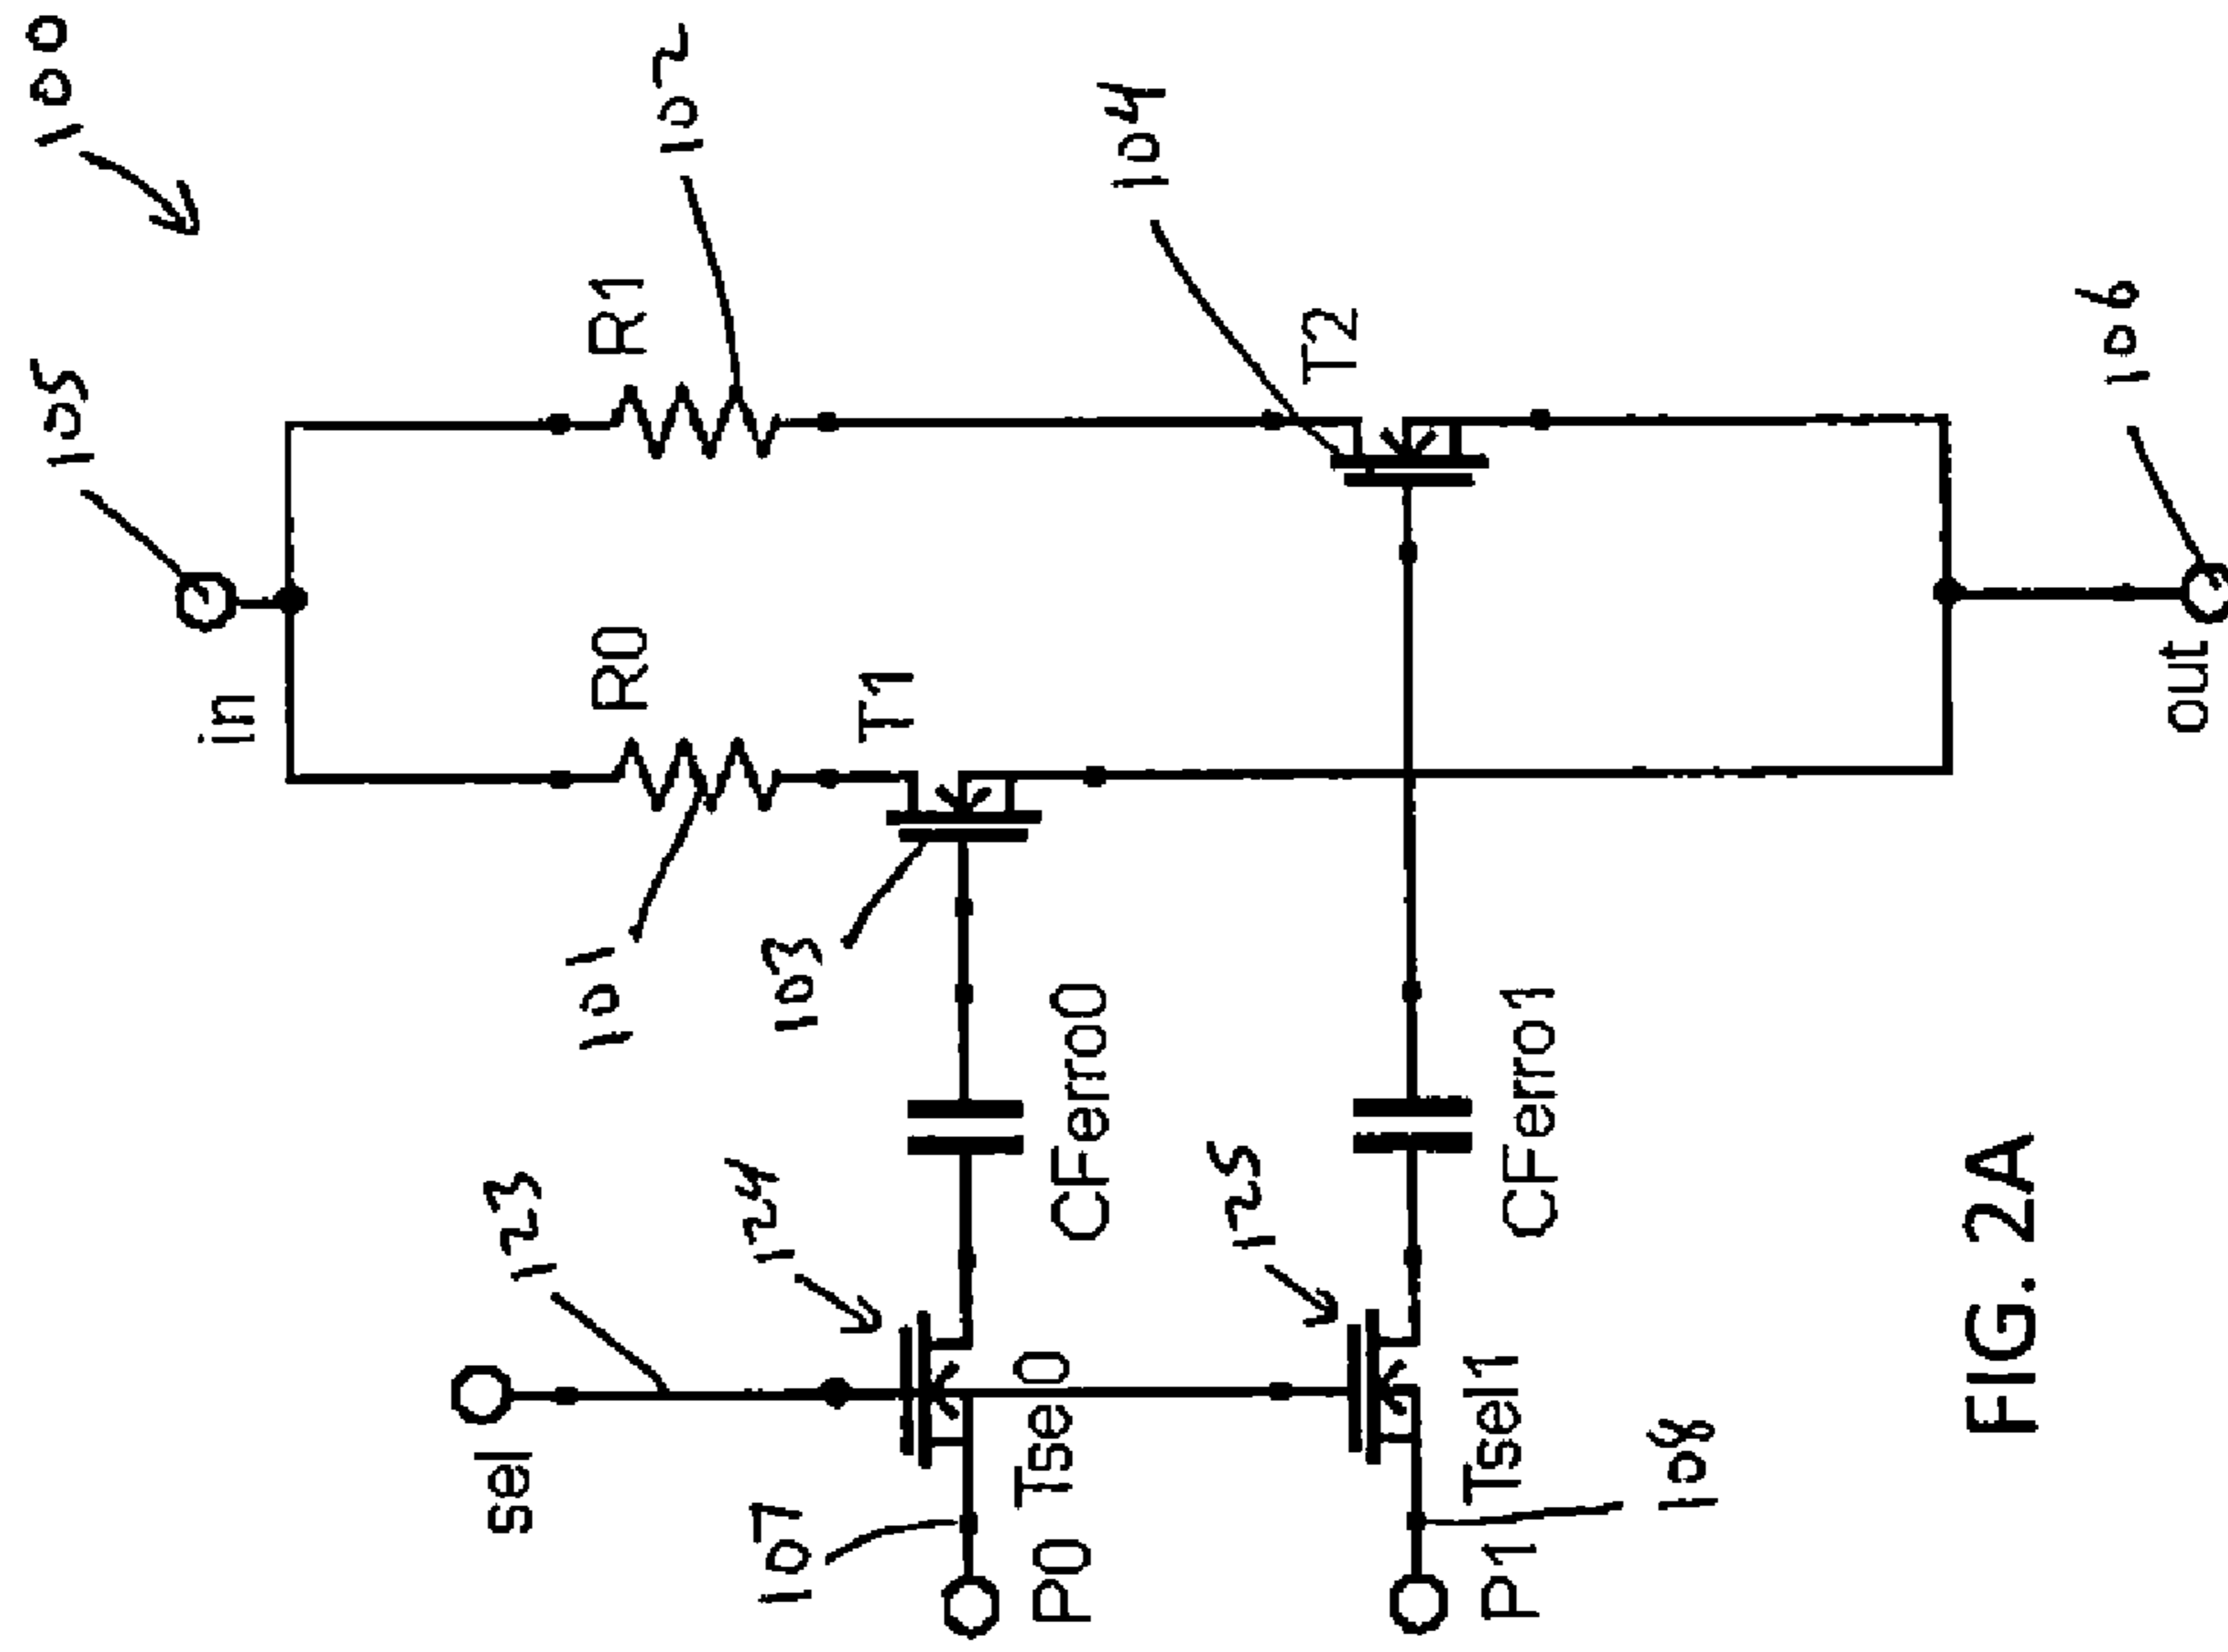 105
100
in
102
sel
123
101
R0
R1
107
124
103
T1
P0
Tsel0
CFerro0
104
125
T2
P1
Tsel1
CFerro1
108
106
out
FIG. 2A